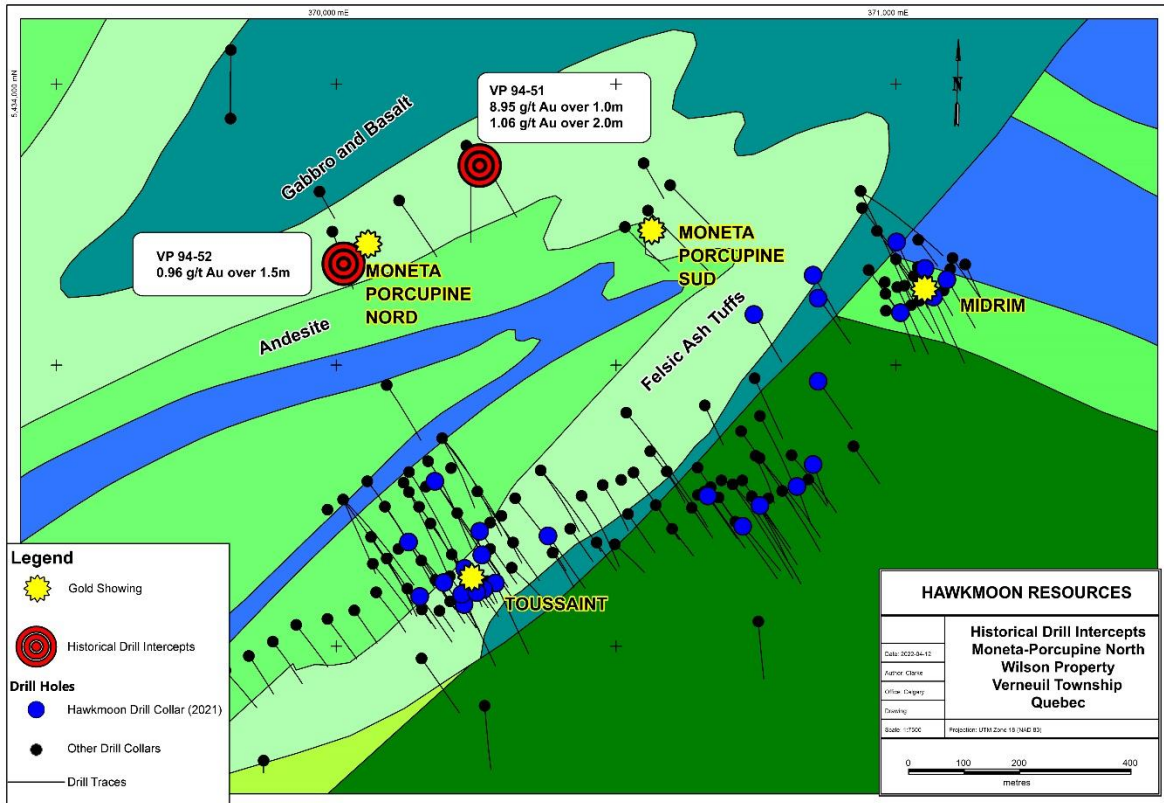 370,000 mE
371,000 mE
5,434,000 mN
N
VP 94-51
8.95 g/t Au over 1.0m
1.06 g/t Au over 2.0m
Gabbro and Basalt
VP 94-52
0.96 g/t Au over 1.5m
MONETA
PORCUPINE
NORD
MONETA
PORCUPINE
SUD
MIDRIM
Andesite
Felsic Ash Tuffs
TOUSSAINT
Legend
Gold Showing
Historical Drill Intercepts
Drill Holes
Hawkmoon Drill Collar (2021)
Other Drill Collars
Drill Traces
HAWKMOON RESOURCES
Date: 2022-04-12
Author: Clarke
Office: Calgary
Drawing:
Scale: 1:7500
Historical Drill Intercepts
Moneta-Porcupine North
Wilson Property
Verneuil Township
Quebec
Projection: UTM Zone 18 (NAD 83)
0 100 200 400
metres